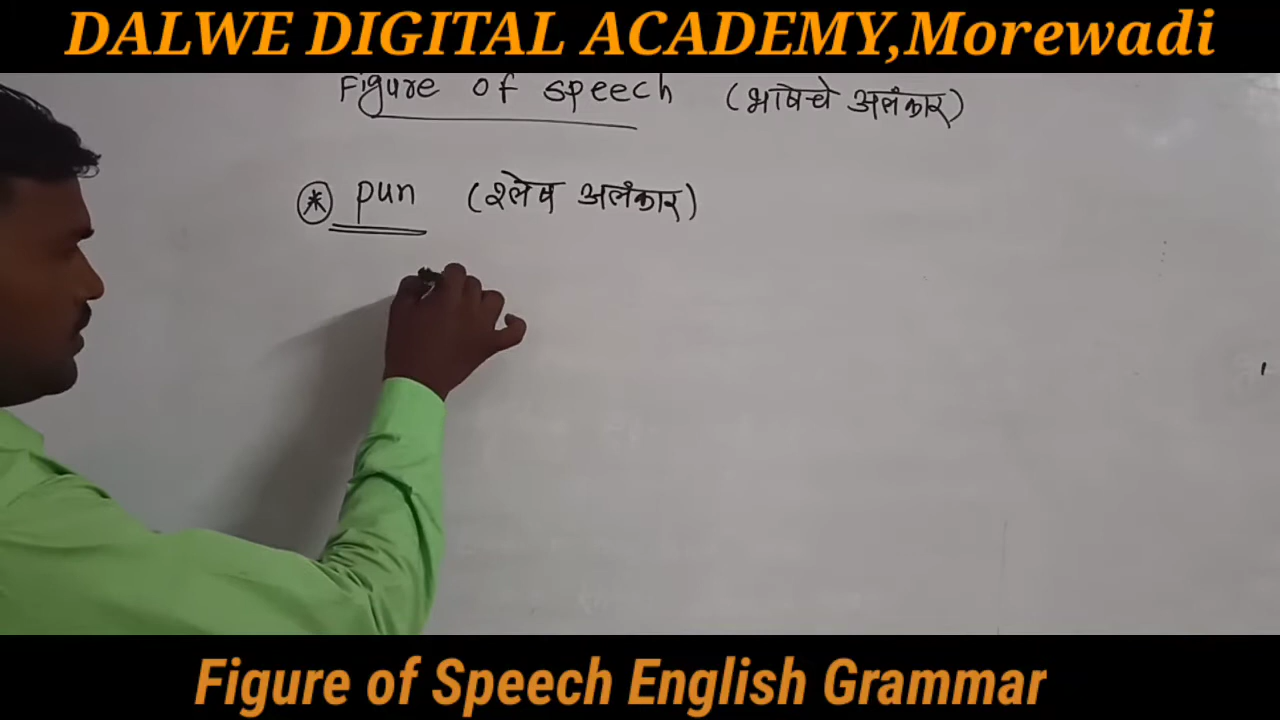 DALWE DIGITAL ACADEMY,Morewadi
Figure of speech (भाषेचे अलंकार)
* pun (श्लेष अलंकार)
Figure of Speech English Grammar